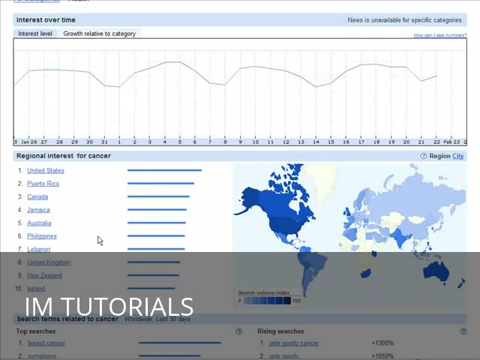 Interest over time
News is unavailable for specific categories.
Interest level
Growth relative to category
How can I see numbers?
Jan 26 27 28 29 30 31 1 2 3 4 5 6 7 8 9 10 11 12 13 14 15 16 17 18 19 20 21 22 Feb 23
Regional interest for cancer
Region City
1. United States
2. Puerto Rico
3. Canada
4. Jamaica
5. Australia
6. Philippines
7. Lebanon
8. United Kingdom
9. New Zealand
10. Ireland
Search volume index
0
100
IM TUTORIALS
Search terms related to cancer Worldwide, Last 30 days
Top searches
Rising searches
1. breast cancer
1. jade goody cancer
+1300%
2. symptoms
2. jade goody
+1050%